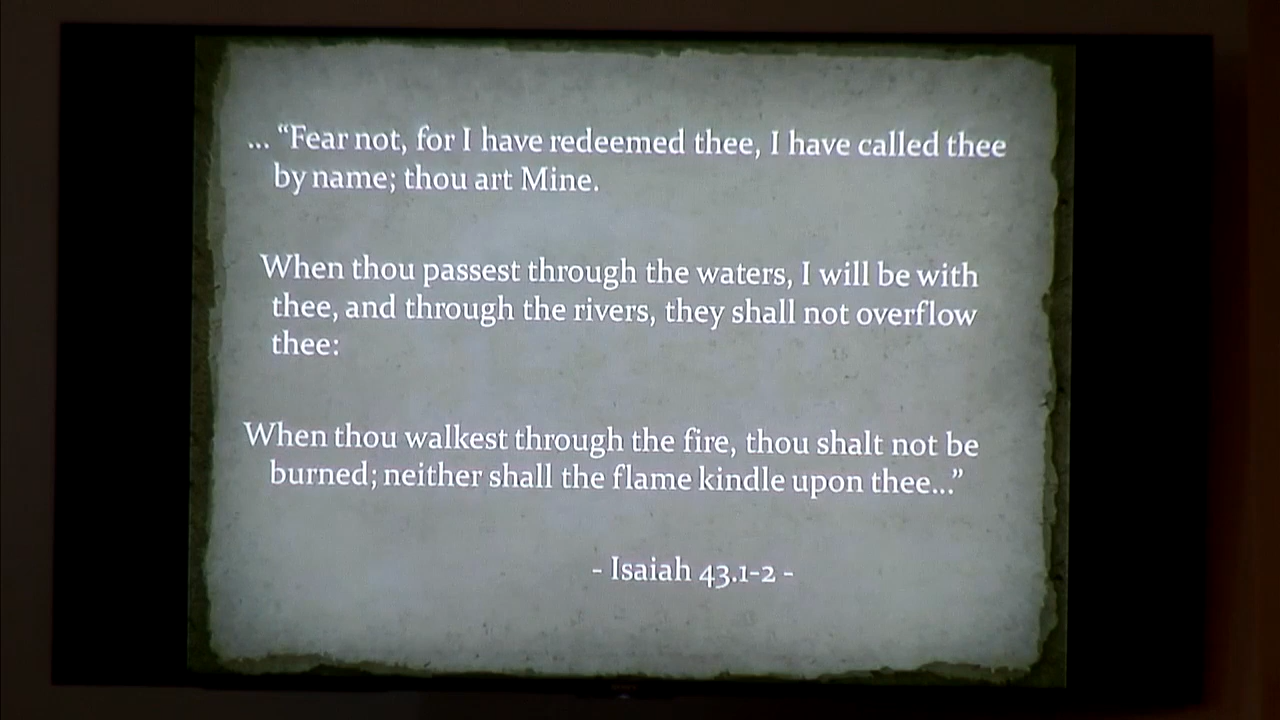 ... “Fear not, for I have redeemed thee, I have called thee
by name; thou art Mine.
When thou passest through the waters, I will be with
thee, and through the rivers, they shall not overflow
thee:
When thou walkest through the fire, thou shalt not be
burned; neither shall the flame kindle upon thee...”
- Isaiah 43.1-2 -